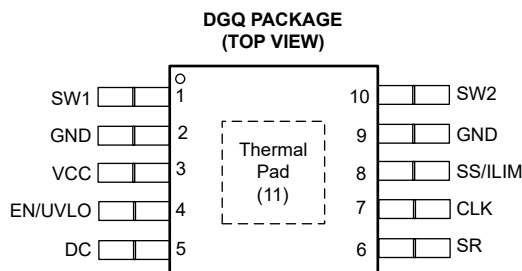 DGQ PACKAGE
(TOP VIEW)
SW1 1 10 SW2
GND 2 9 GND
VCC 3 8 SS/ILIM
EN/UVLO 4 7 CLK
DC 5 6 SR
Thermal
Pad
(11)